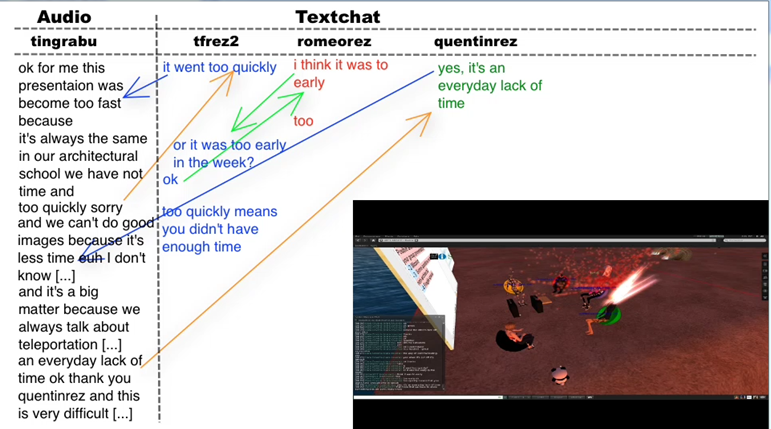 Audio
Textchat
tingrabu
tfrez2
romeorez
quentinrez
ok for me this
presentaion was
become too fast
because
it's always the same
in our architectural
school we have not
time and
too quickly sorry
and we can't do good
images because it's
less time euh I don't
know [...]
and it's a big
matter because we
always talk about
teleportation [...]
an everyday lack of
time ok thank you
quentinrez and this
is very difficult [...]
it went too quickly
or it was too early
in the week?
ok
too quickly means
you didn't have
enough time
i think it was to
early
too
yes, it's an
everyday lack of
time